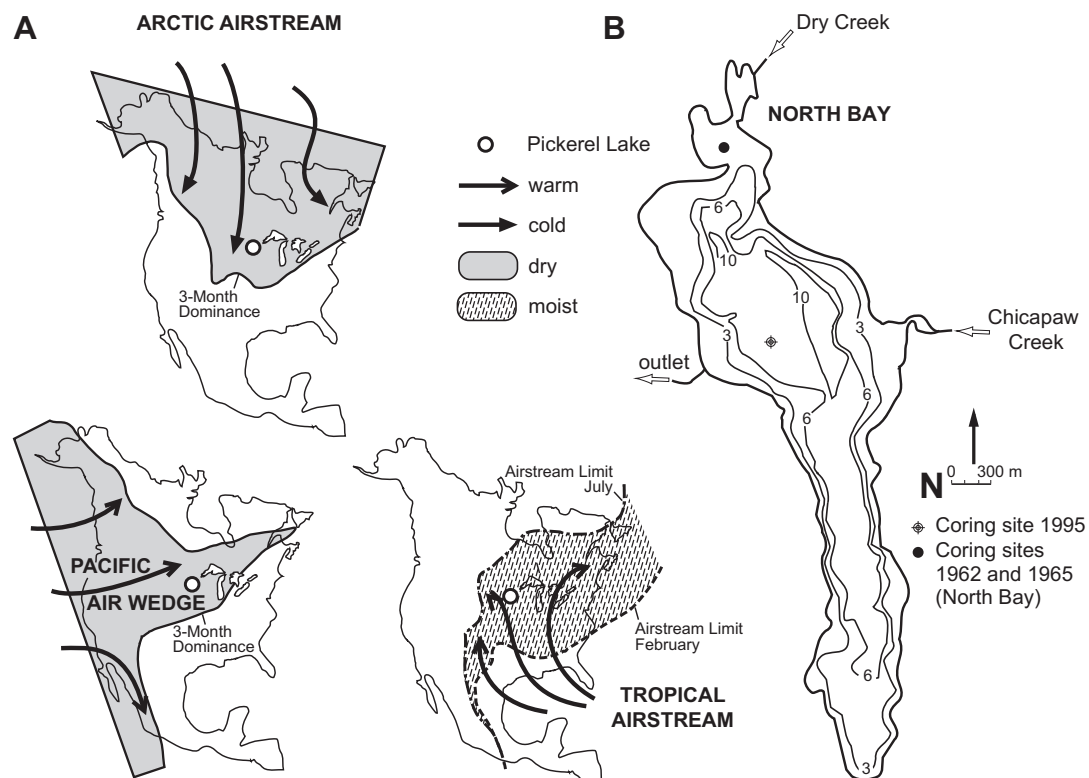 A
ARCTIC AIRSTREAM
3-Month
Dominance
Pickerel Lake
warm
cold
dry
moist
PACIFIC
AIR WEDGE
3-Month
Dominance
Airstream Limit
July
Airstream Limit
February
TROPICAL
AIRSTREAM
B
Dry Creek
NORTH BAY
6
10
10
3
3
Chicapaw
Creek
outlet
6
6
N
0 300 m
Coring site 1995
Coring sites
1962 and 1965
(North Bay)
6
3